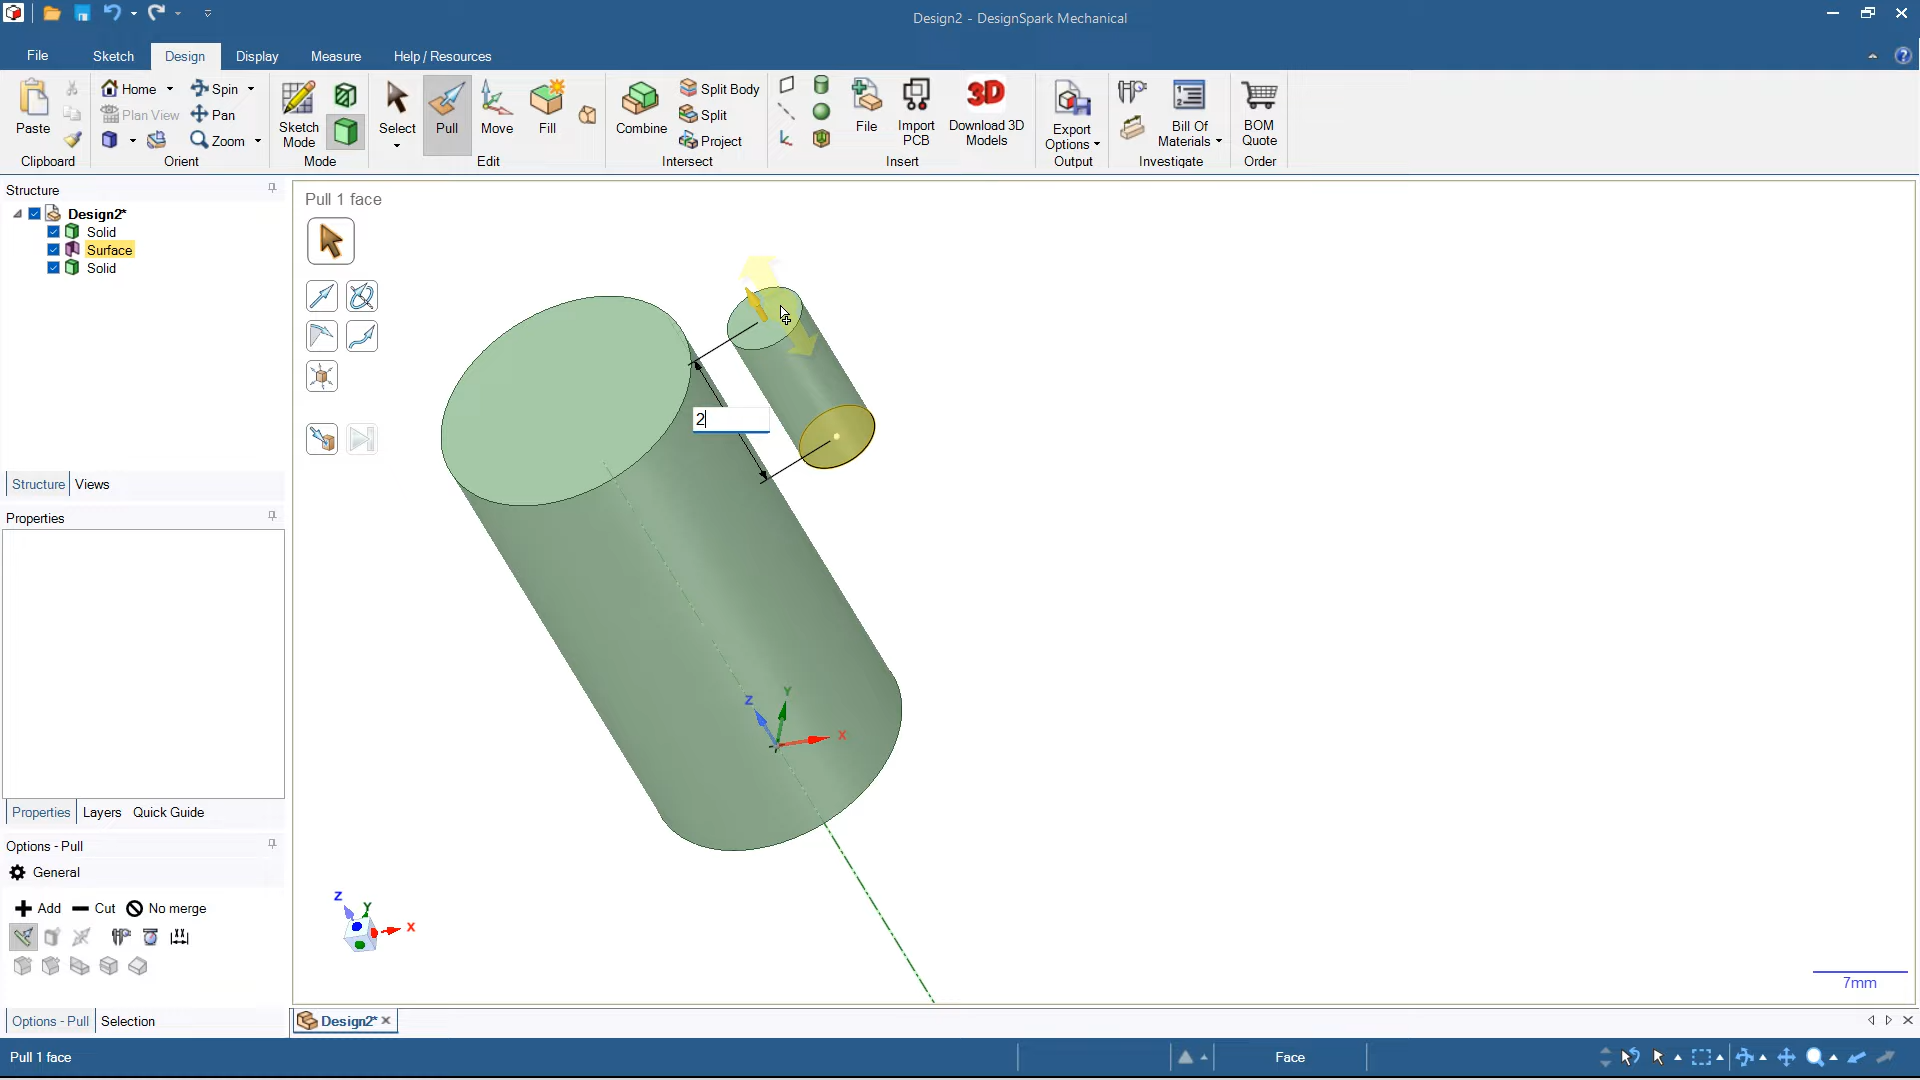 Design2 - DesignSpark Mechanical
File
Sketch
Design
Display
Measure
Help / Resources
Paste
Clipboard
Home
Plan View
Spin
Pan
Zoom
Orient
Sketch
Mode
Mode
Select
Pull
Move
Fill
Edit
Combine
Split Body
Split
Project
Intersect
File
Import
PCB
Download 3D
Models
3D
Insert
Export
Options
Output
Bill Of
Materials
Investigate
BOM
Quote
Order
Structure
Design2*
Solid
Surface
Solid
Structure
Views
Properties
Properties
Layers
Quick Guide
Options - Pull
General
Add
Cut
No merge
Options - Pull
Selection
Pull 1 face
2
Z
Y
X
Z
Y
X
7mm
Design2*
Pull 1 face
Face